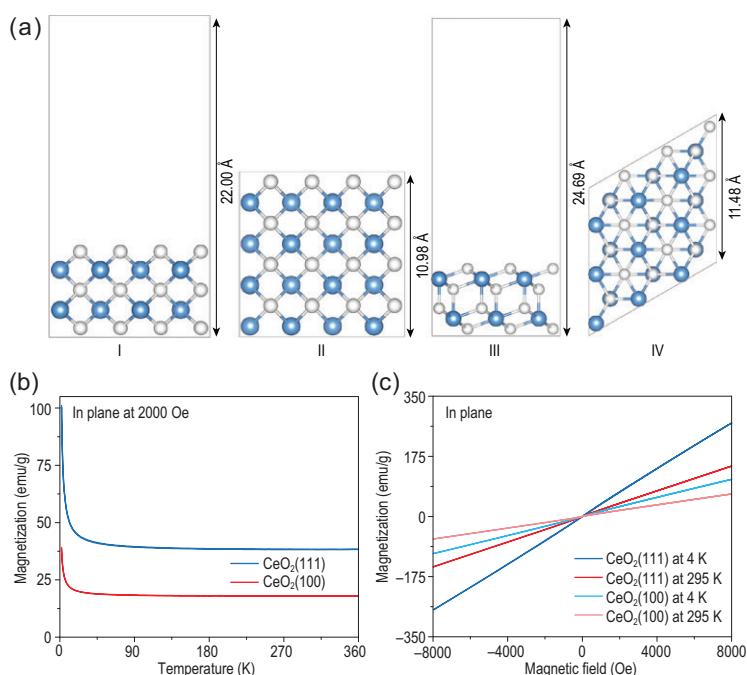 (a)
22.00 Å
10.98 Å
24.69 Å
11.48 Å
I
II
III
IV
(b)
In plane at 2000 Oe
Magnetization (emu/g)
100
75
50
25
0
CeO₂(111)
CeO₂(100)
0
90
180
270
360
Temperature (K)
(c)
In plane
Magnetization (emu/g)
350
175
0
−175
−350
CeO₂(111) at 4 K
CeO₂(111) at 295 K
CeO₂(100) at 4 K
CeO₂(100) at 295 K
−8000
−4000
0
4000
8000
Magnetic field (Oe)